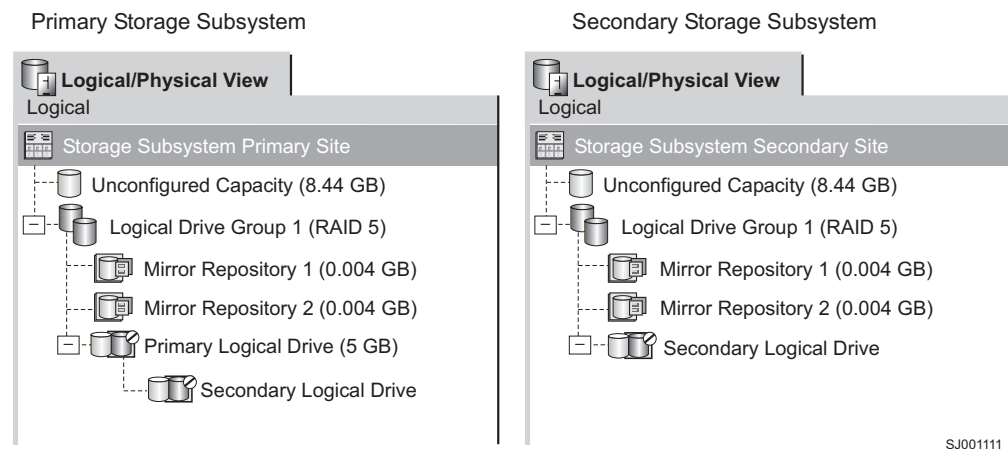 Primary Storage Subsystem
Logical/Physical View
Logical
Storage Subsystem Primary Site
Unconfigured Capacity (8.44 GB)
Logical Drive Group 1 (RAID 5)
Mirror Repository 1 (0.004 GB)
Mirror Repository 2 (0.004 GB)
Primary Logical Drive (5 GB)
Secondary Logical Drive
Secondary Storage Subsystem
Logical/Physical View
Logical
Storage Subsystem Secondary Site
Unconfigured Capacity (8.44 GB)
Logical Drive Group 1 (RAID 5)
Mirror Repository 1 (0.004 GB)
Mirror Repository 2 (0.004 GB)
Secondary Logical Drive
SJ001111